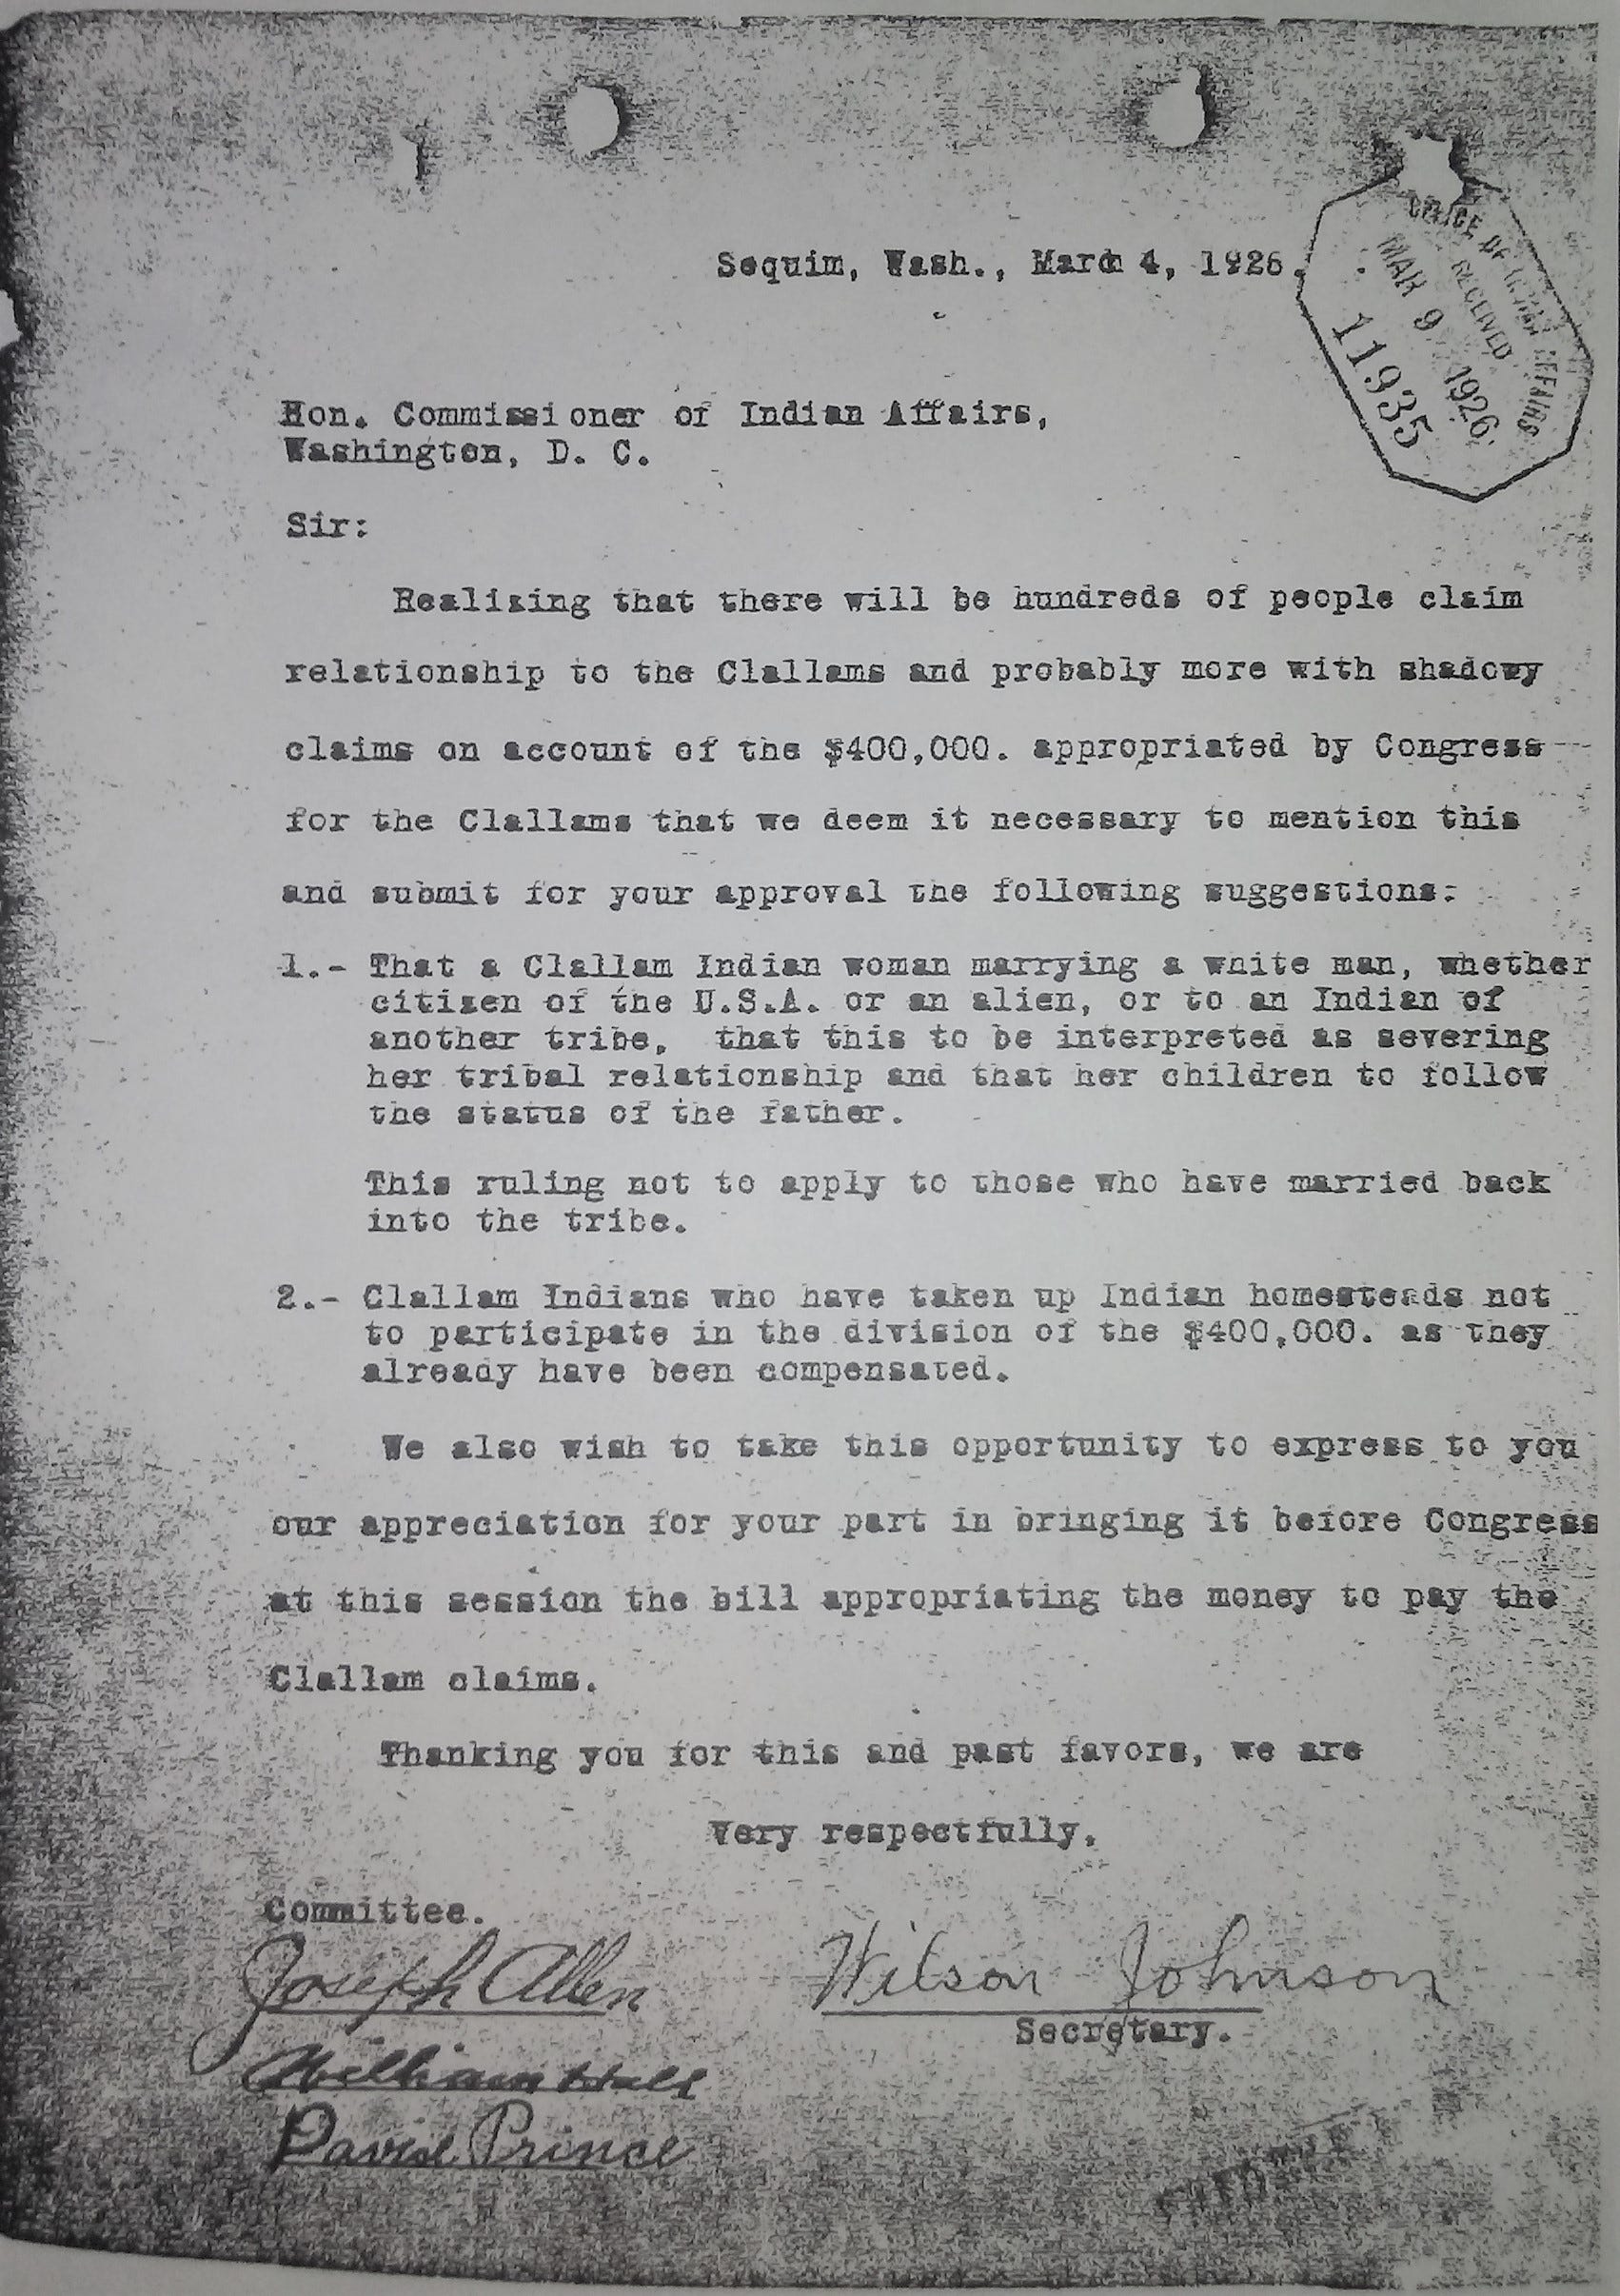 Sequim, Wash., March 4, 1926.
OFFICE OF INDIAN AFFAIRS
RECEIVED
MAR 9 1926
11935
Hon. Commissioner of Indian Affairs,
Washington, D. C.
Sir:
Realizing that there will be hundreds of people claim
relationship to the Clallams and probably more with shadowy
claims on account of the $400,000. appropriated by Congress
for the Clallams that we deem it necessary to mention this
and submit for your approval the following suggestions:
1.- That a Clallam Indian woman marrying a white man, whether
citizen of the U.S.A. or an alien, or to an Indian of
another tribe, that this to be interpreted as severing
her tribal relationship and that her children to follow
the status of the father.
This ruling not to apply to those who have married back
into the tribe.
2.- Clallam Indians who have taken up Indian homesteads not
to participate in the division of the $400,000. as they
already have been compensated.
We also wish to take this opportunity to express to you
our appreciation for your part in bringing it before Congress
at this session the bill appropriating the money to pay the
Clallam claims.
Thanking you for this and past favors, we are
Very respectfully,
Committee.
Joseph Allen
Wilson Johnson
Secretary.
William Hall
David Prince